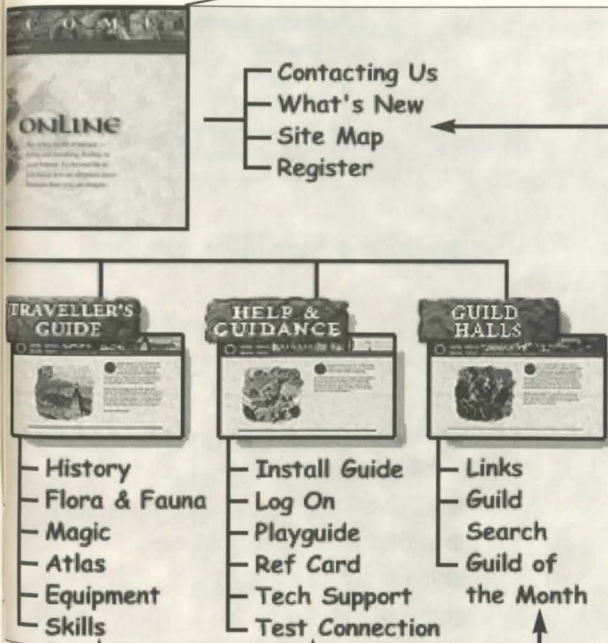 COME
ONLINE
Contacting Us
What's New
Site Map
Register
TRAVELLER'S
GUIDE
History
Flora & Fauna
Magic
Atlas
Equipment
Skills
HELP &
GUIDANCE
Install Guide
Log On
Playguide
Ref Card
Tech Support
Test Connection
GUILD
HALLS
Links
Guild
Search
Guild of
the Month